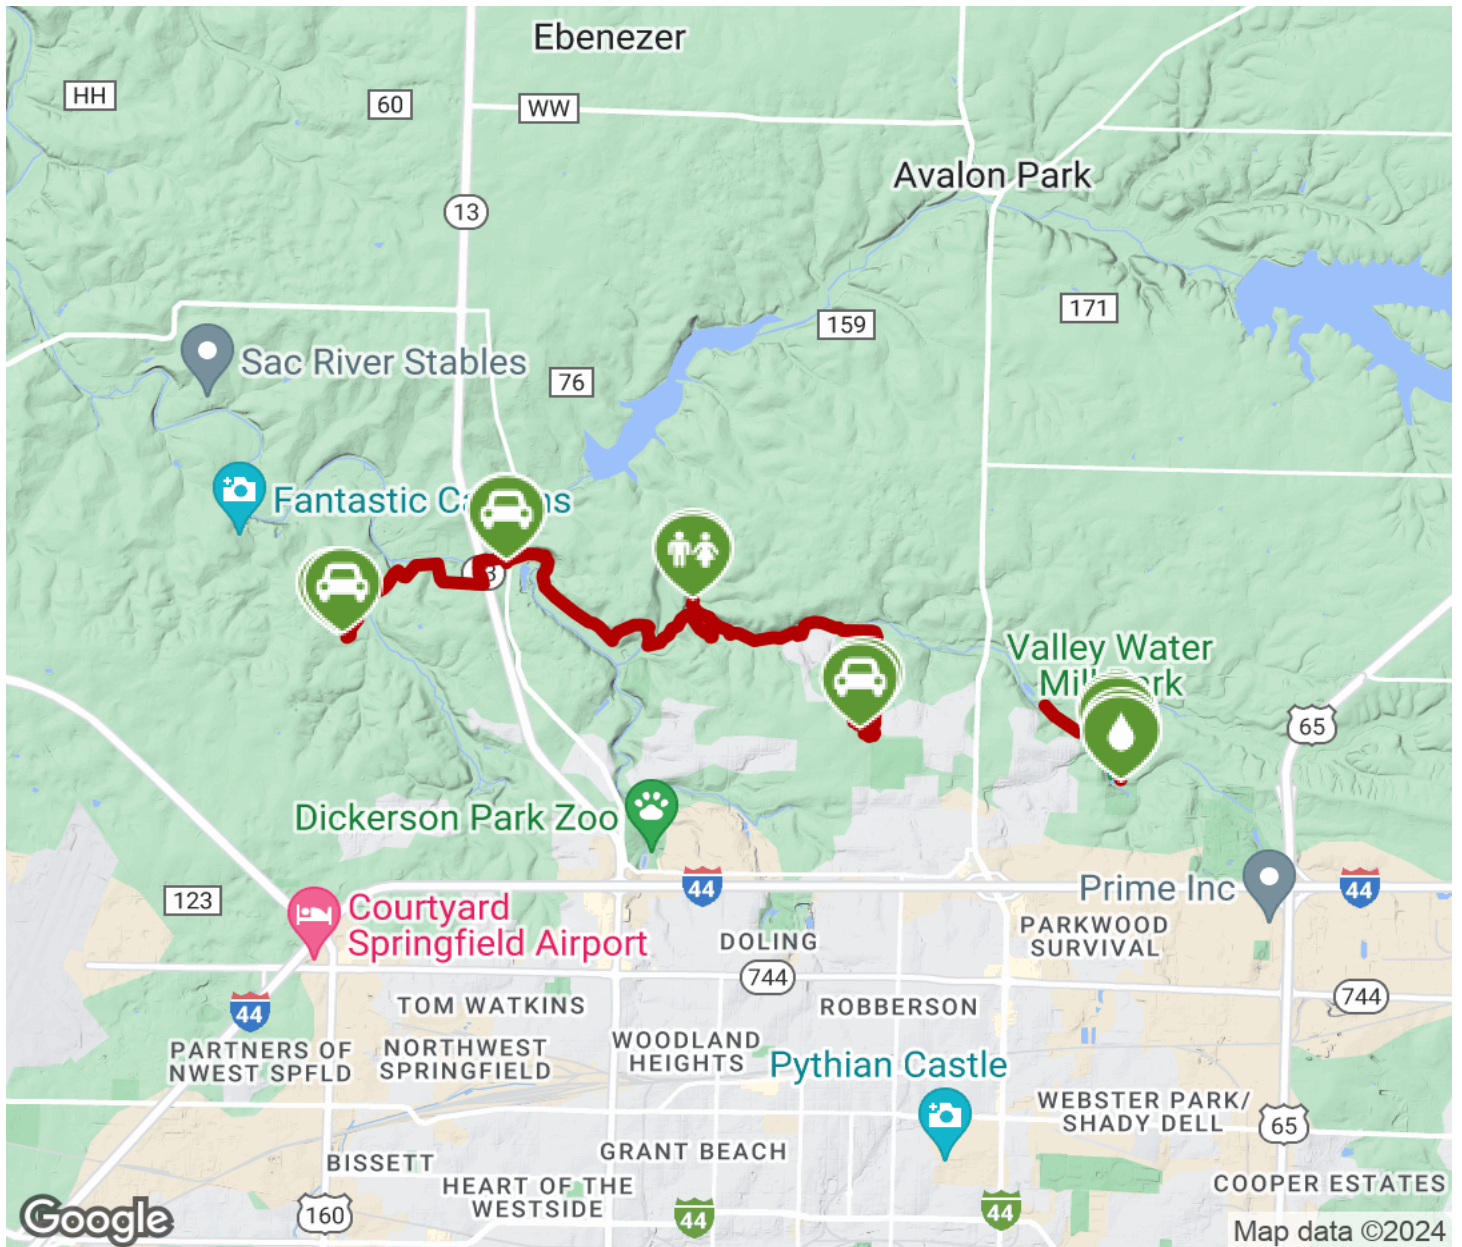 Ebenezer
HH
60
WW
Avalon Park
13
171
159
Sac River Stables
76
Fantastic Ca
ns
3
Valley Water
Mill
rk
65
Dickerson Park Zoo
44
Prime Inc
44
123
Courtyard
Springfield Airport
PARKWOOD
SURVIVAL
DOLING
744
744
44
TOM WATKINS
ROBBERSON
PARTNERS OF
NWEST SPFLD
NORTHWEST
SPRINGFIELD
WOODLAND
HEIGHTS
Pythian Castle
WEBSTER PARK/
SHADY DELL
65
GRANT BEACH
BISSETT
HEART OF THE
WESTSIDE
COOPER ESTATES
Google
160
44
44
Map data ©2024